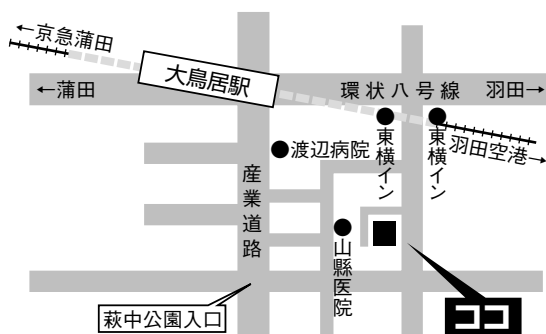 ←京急蒲田
大鳥居駅
←蒲田
環状八号線
羽田→
東横イン
東横イン
羽田空港→
渡辺病院
産業道路
山縣医院
萩中公園入口
ココ